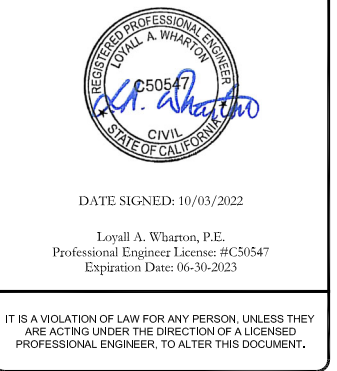 REGISTERED PROFESSIONAL ENGINEER
LOYALL A. WHARTON
C50547
L.A. Wharton
CIVIL
STATE OF CALIFORNIA
DATE SIGNED: 10/03/2022
Loyall A. Wharton, P.E.
Professional Engineer License: #C50547
Expiration Date: 06-30-2023
IT IS A VIOLATION OF LAW FOR ANY PERSON, UNLESS THEY
ARE ACTING UNDER THE DIRECTION OF A LICENSED
PROFESSIONAL ENGINEER, TO ALTER THIS DOCUMENT.